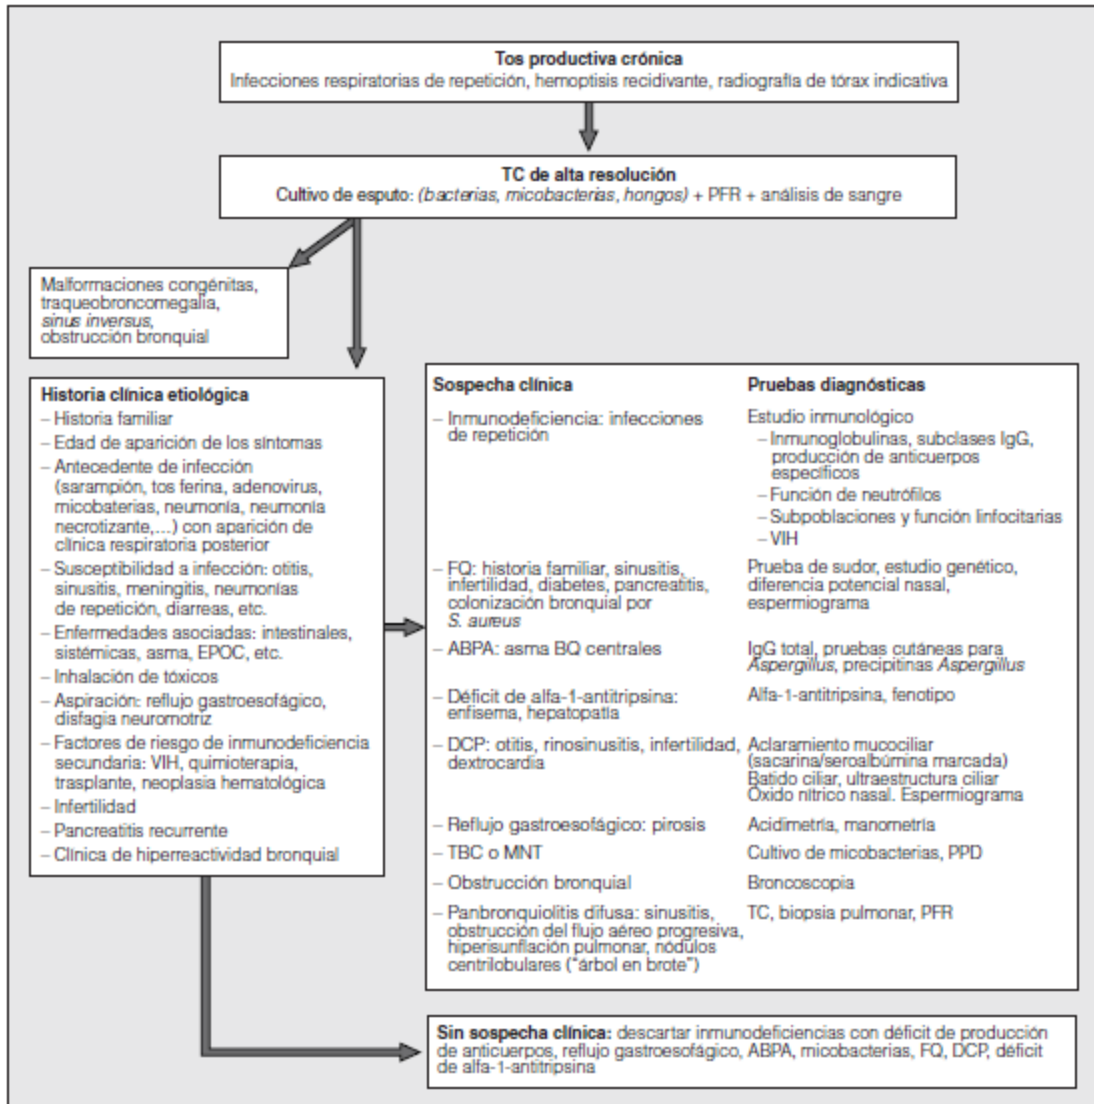 Tos productiva crónica
Infecciones respiratorias de repetición, hemoptisis recidivante, radiografía de tórax indicativa
TC de alta resolución
Cultivo de esputo: (bacterias, micobacterias, hongos) + PFR + análisis de sangre
Malformaciones congénitas,
traqueobroncomegalia,
sinus inversus,
obstrucción bronquial
Historia clínica etiológica
– Historia familiar
– Edad de aparición de los síntomas
– Antecedente de infección
(sarampión, tos ferina, adenovirus,
micobaterias, neumonía, neumonía
necrotizante,...) con aparición de
clínica respiratoria posterior
– Susceptibilidad a infección: otitis,
sinusitis, meningitis, neumonías
de repetición, diarreas, etc.
– Enfermedades asociadas: intestinales,
sistémicas, asma, EPOC, etc.
– Inhalación de tóxicos
– Aspiración: reflujo gastroesofágico,
disfagia neuromotriz
– Factores de riesgo de inmunodeficiencia
secundaria: VIH, quimioterapia,
trasplante, neoplasia hematológica
– Infertilidad
– Pancreatitis recurrente
– Clínica de hiperreactividad bronquial
Sospecha clínica
– Inmunodeficiencia: infecciones
de repetición
– FQ: historia familiar, sinusitis,
infertilidad, diabetes, pancreatitis,
colonización bronquial por
S. aureus
– ABPA: asma BQ centrales
– Déficit de alfa-1-antitripsina:
enfisema, hepatopatía
– DCP: otitis, rinosinusitis, infertilidad,
dextrocardia
– Reflujo gastroesofágico: pirosis
– TBC o MNT
– Obstrucción bronquial
– Panbronquiolitis difusa: sinusitis,
obstrucción del flujo aéreo progresiva,
hiperisunflación pulmonar, nódulos
centrilobulares (“árbol en brote”)
Pruebas diagnósticas
Estudio inmunológico
– Inmunoglobulinas, subclases IgG,
producción de anticuerpos
específicos
– Función de neutrófilos
– Subpoblaciones y función linfocitarias
– VIH
Prueba de sudor, estudio genético,
diferencia potencial nasal,
espermiograma
IgG total, pruebas cutáneas para
Aspergillus, precipitinas Aspergillus
Alfa-1-antitripsina, fenotipo
Aclaramiento mucociliar
(sacarina/seroalbúmina marcada)
Batido ciliar, ultraestructura ciliar
Óxido nítrico nasal. Espermiograma
Acidimetría, manometría
Cultivo de micobacterias, PPD
Broncoscopia
TC, biopsia pulmonar, PFR
Sin sospecha clínica: descartar inmunodeficiencias con déficit de producción
de anticuerpos, reflujo gastroesofágico, ABPA, micobacterias, FQ, DCP, déficit
de alfa-1-antitripsina